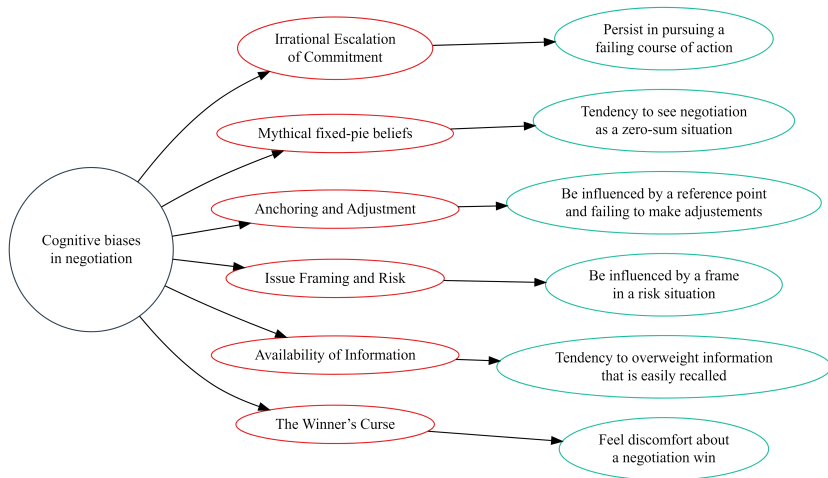 Cognitive biases
in negotiation
Irrational Escalation
of Commitment
Persist in pursuing a
failing course of action
Mythical fixed-pie beliefs
Tendency to see negotiation
as a zero-sum situation
Anchoring and Adjustment
Be influenced by a reference point
and failing to make adjustements
Issue Framing and Risk
Be influenced by a frame
in a risk situation
Availability of Information
Tendency to overweight information
that is easily recalled
The Winner’s Curse
Feel discomfort about
a negotiation win